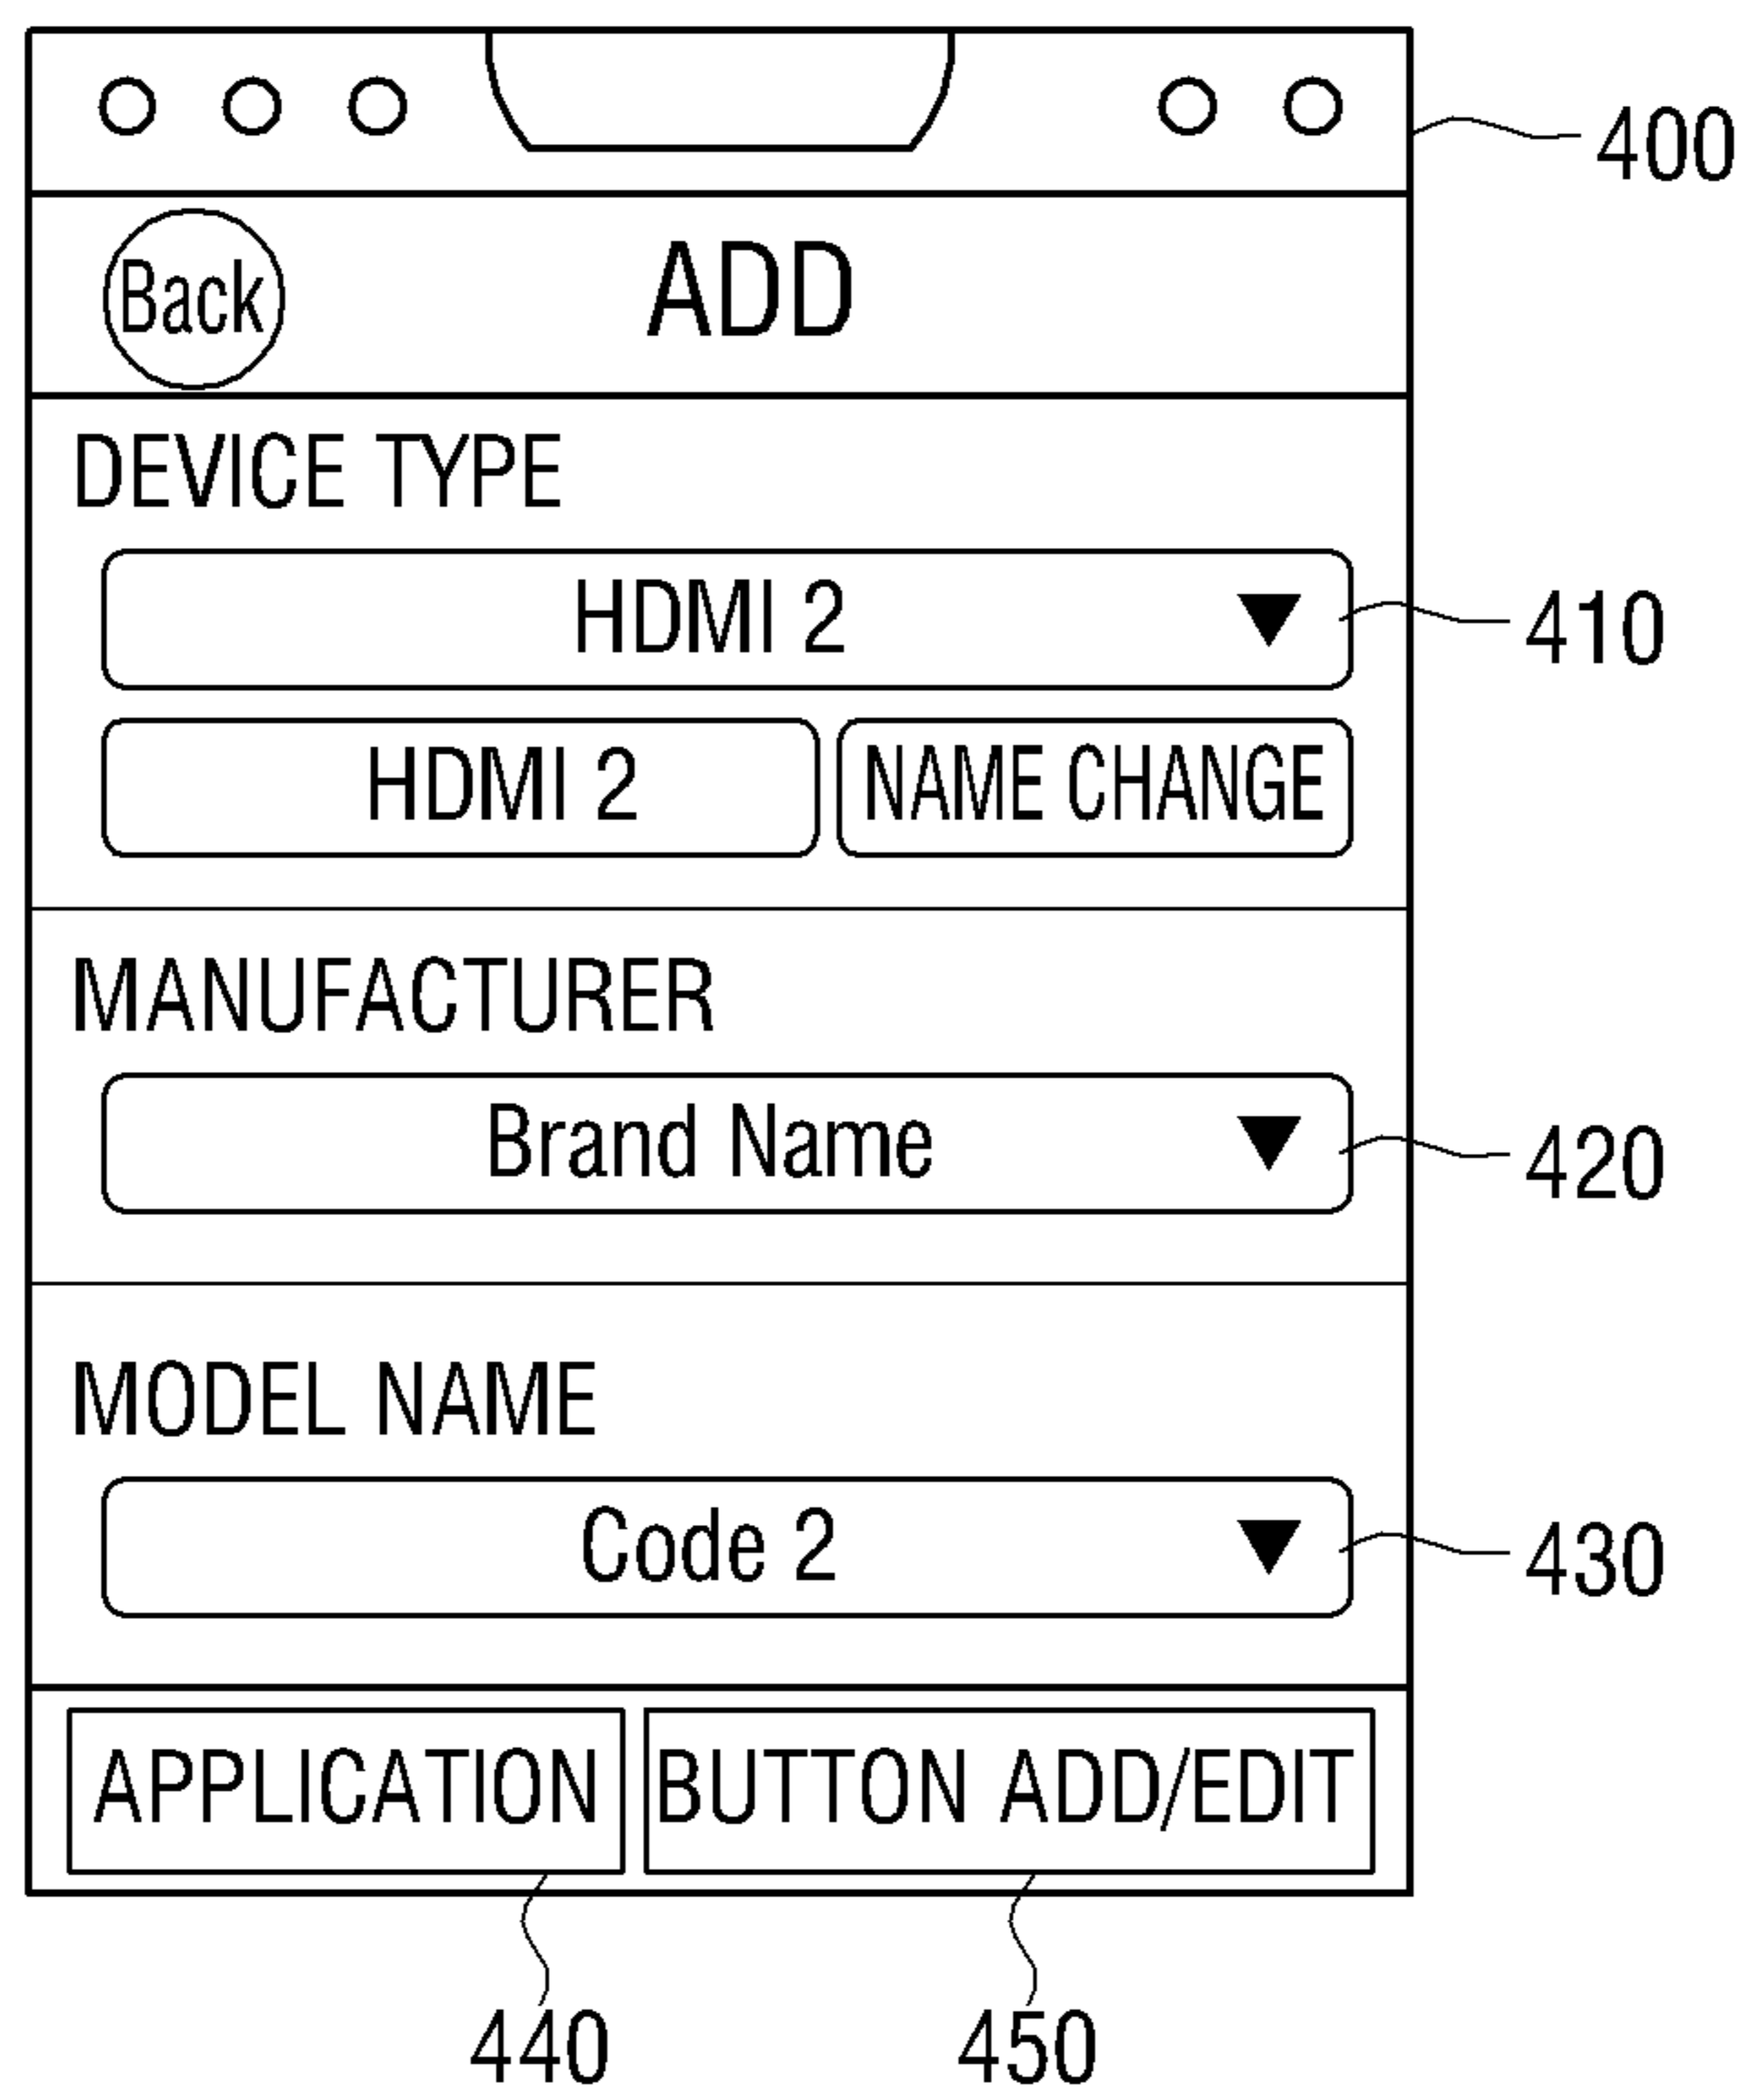 400
Back ADD
DEVICE TYPE
HDMI 2 410
HDMI 2 NAME CHANGE
MANUFACTURER
Brand Name 420
MODEL NAME
Code 2 430
APPLICATION BUTTON ADD/EDIT
440 450